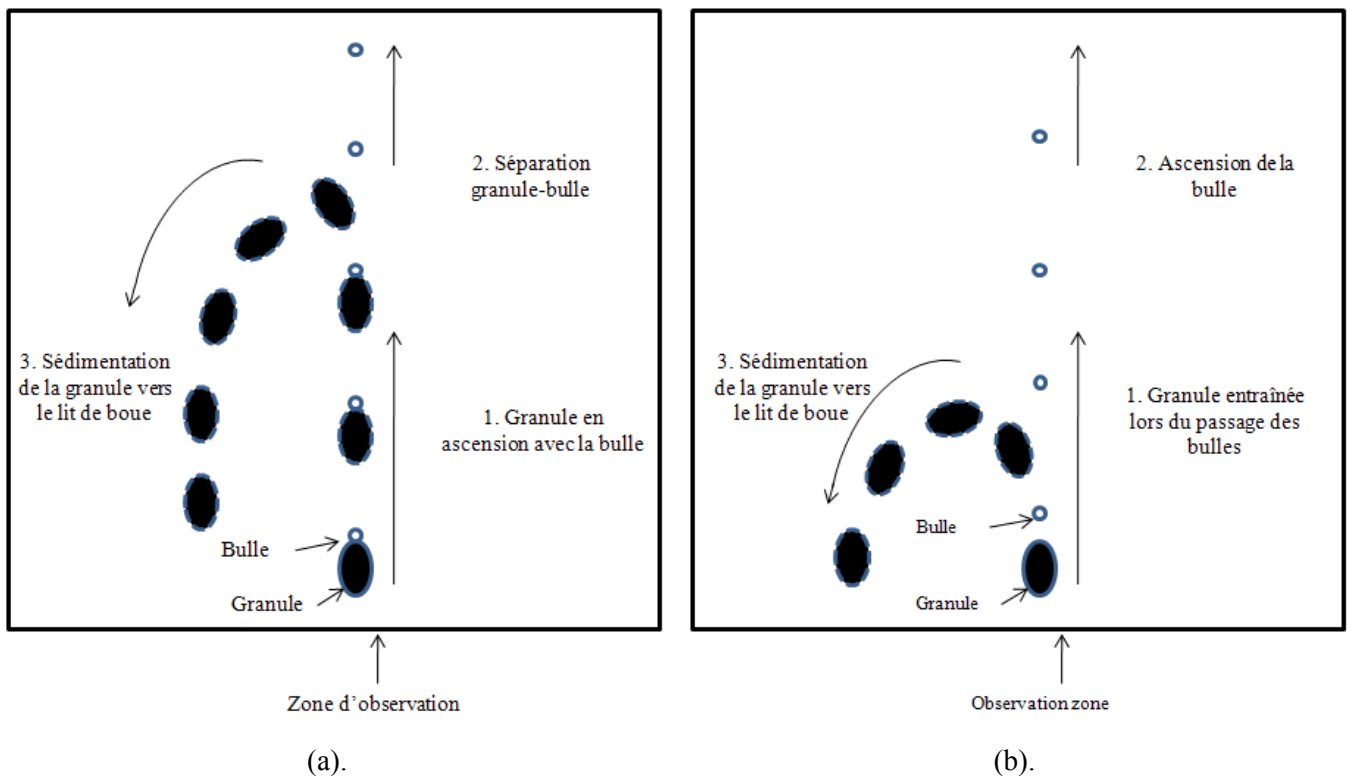 2. Séparation
granule-bulle
3. Sédimentation
de la granule vers
le lit de boue
1. Granule en
ascension avec la bulle
Bulle
Granule
Zone d'observation
(a).
2. Ascension de la
bulle
3. Sédimentation
de la granule vers
le lit de boue
1. Granule entraînée
lors du passage des
bulles
Bulle
Granule
Observation zone
(b).